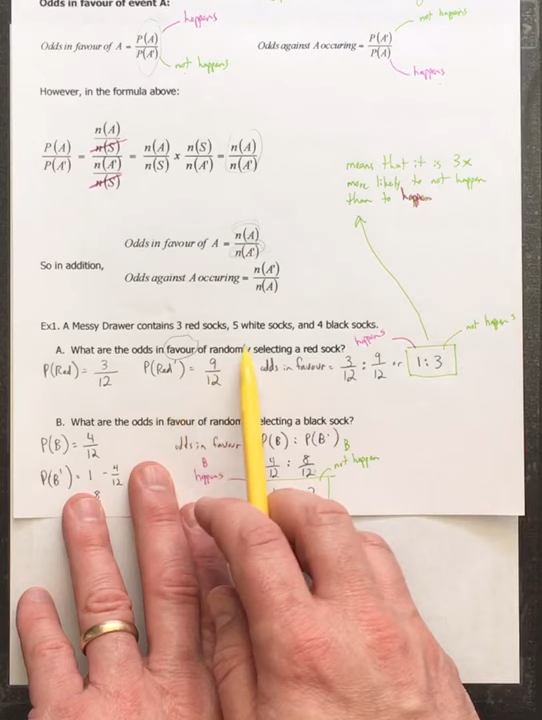 Odds in favour of event A:
happens
not happens
Odds in favour of A = P(A) / P(A')
Odds against A occuring = P(A') / P(A)
not happens
happens
However, in the formula above:
P(A) / P(A') = n(A) / n(S) / n(A') / n(S) = n(A) / n(S) x n(S) / n(A') = n(A) / n(A')
means that it is 3x
more likely to not happen
than to happen
Odds in favour of A = n(A) / n(A')
So in addition,
Odds against A occuring = n(A') / n(A)
Ex1. A Messy Drawer contains 3 red socks, 5 white socks, and 4 black socks.
happens
not happens
A. What are the odds in favour of random selecting a red sock?
P(Red) = 3/12 P(Red') = 9/12 odds in favour = 3/12 : 9/12 or 1:3
B. What are the odds in favour of random electing a black sock?
P(B) = 4/12 odds in favour P(B) : P(B')
B
happens
4/12 : 8/12
B
not happen
P(B') = 1 - 4/12
8